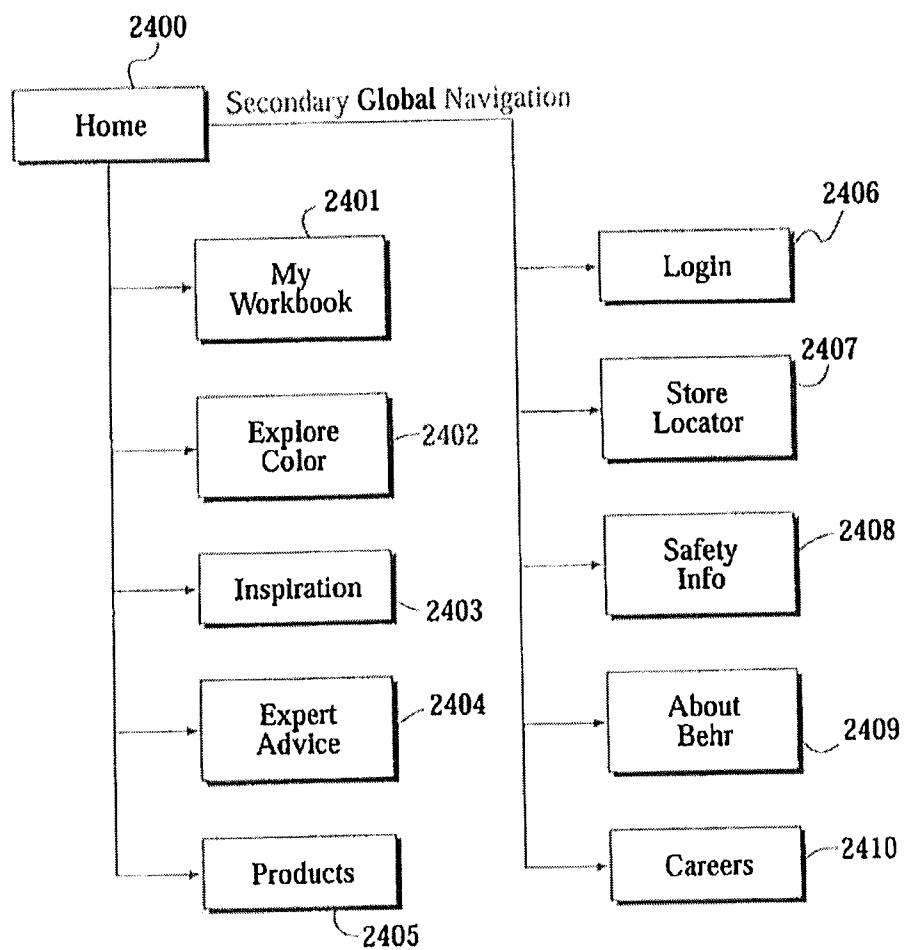 2400
Home
Secondary Global Navigation
2401
My
Workbook
Explore
Color
2402
Inspiration
2403
Expert
Advice
2404
Products
2405
2406
Login
2407
Store
Locator
Safety
Info
2408
About
Behr
2409
Careers
2410